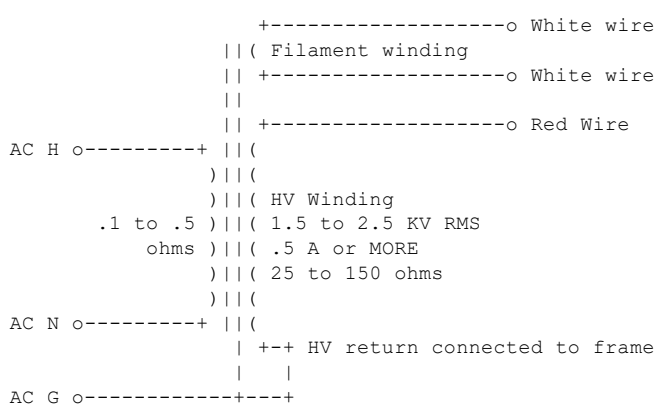 +-------------------o White wire
||( Filament winding
|| +-------------------o White wire
||
|| +-------------------o Red Wire
AC H o---------+ ||(
)||(
)||( HV Winding
.1 to .5 )||( 1.5 to 2.5 KV RMS
ohms )||( .5 A or MORE
)||( 25 to 150 ohms
)||(
AC N o---------+ ||(
| +-+ HV return connected to frame
| |
AC G o-------------+---+